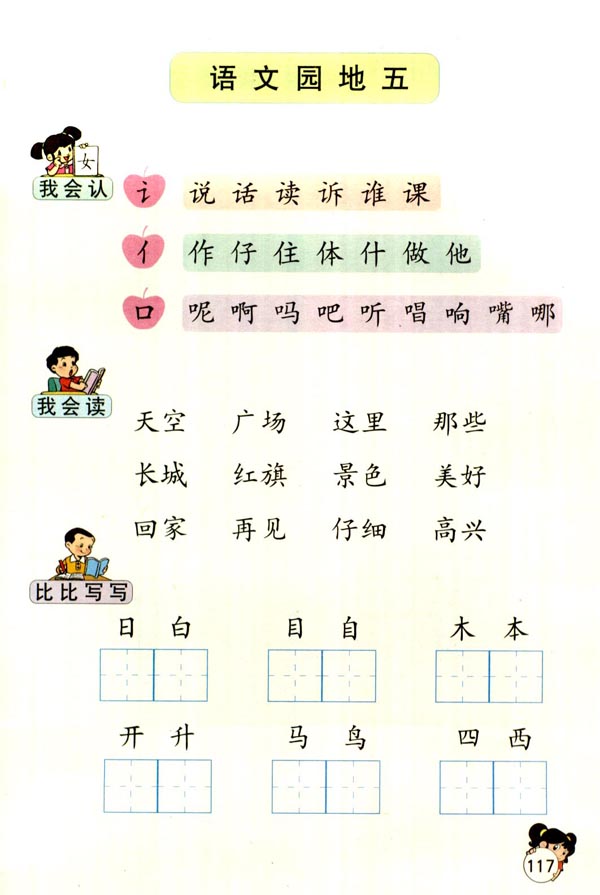 语文园地五
女
我会认
讠 说 话 读 诉 谁 课
亻 作 仔 住 体 什 做 他
口 呢 啊 吗 吧 听 唱 响 嘴 哪
我会读
天空 广场 这里 那些
长城 红旗 景色 美好
回家 再见 仔细 高兴
比比写写
日 白 目 自 木 本
开 升 马 鸟 四 西
117